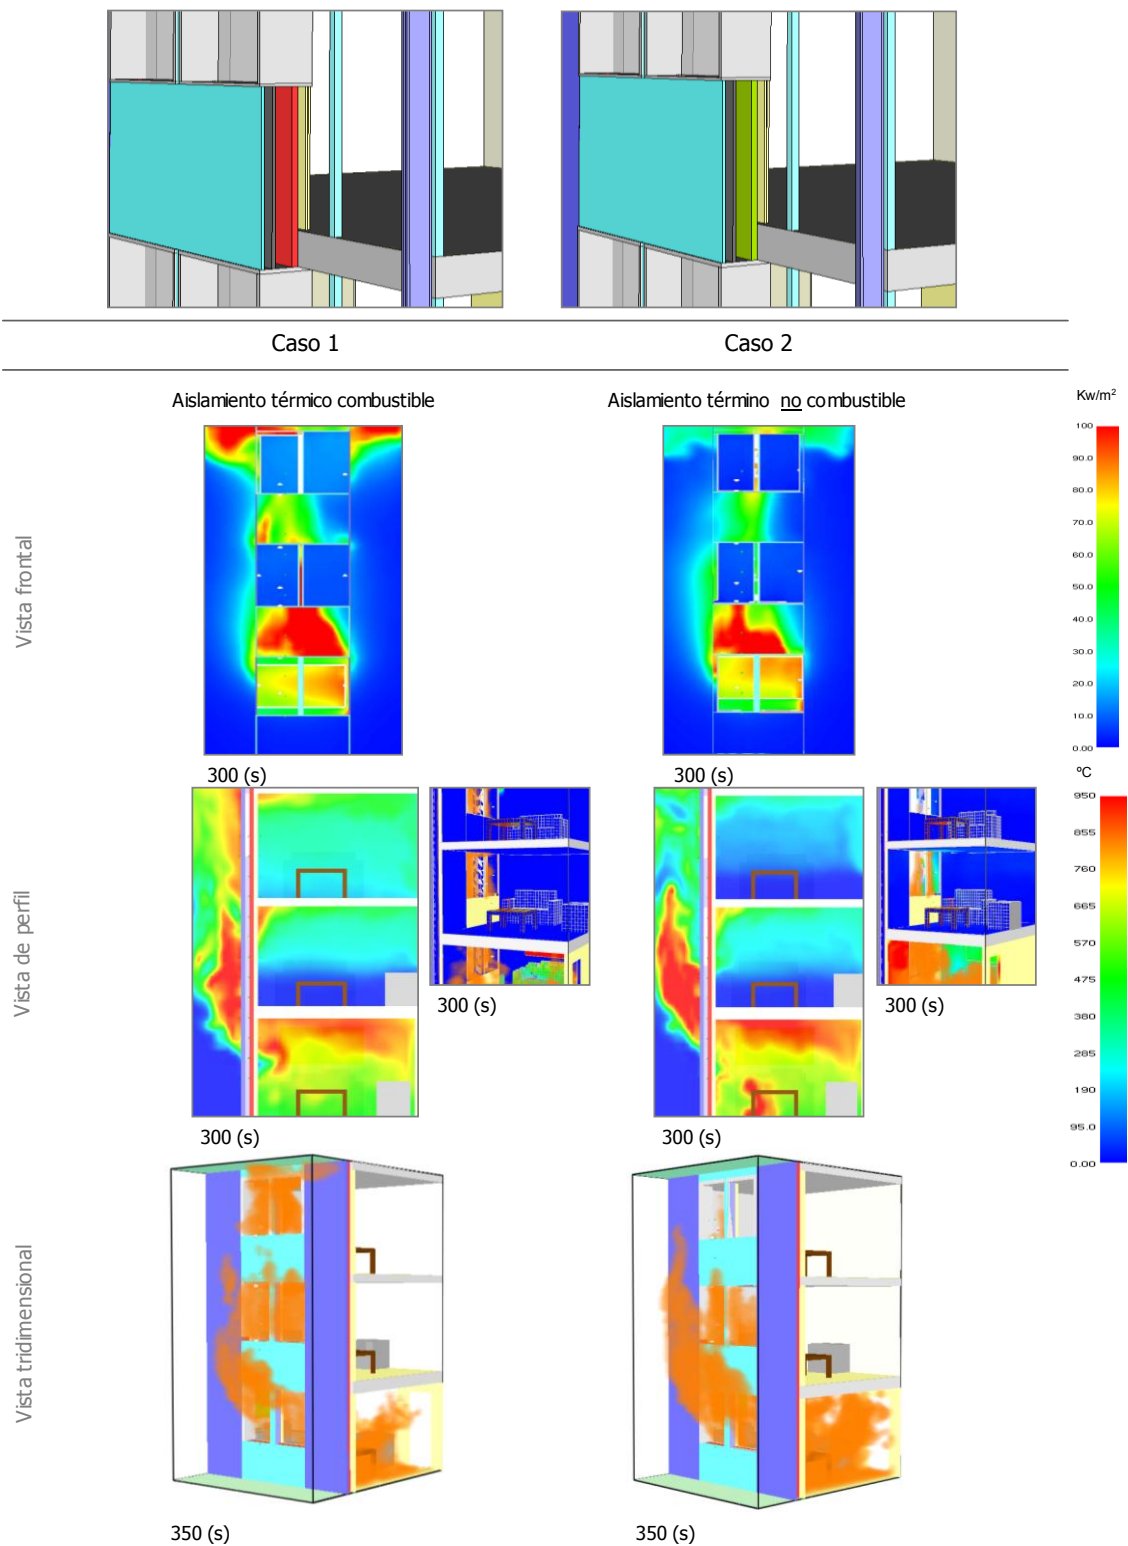 Caso 1
Caso 2
Aislamiento térmico combustible
Aislamiento término no combustible
Kw/m²
100
90.0
80.0
70.0
60.0
50.0
40.0
30.0
20.0
10.0
0.00
Vista frontal
300 (s)
300 (s)
ºC
950
855
760
665
570
475
380
285
190
95.0
0.00
Vista de perfil
300 (s)
300 (s)
300 (s)
300 (s)
Vista tridimensional
350 (s)
350 (s)